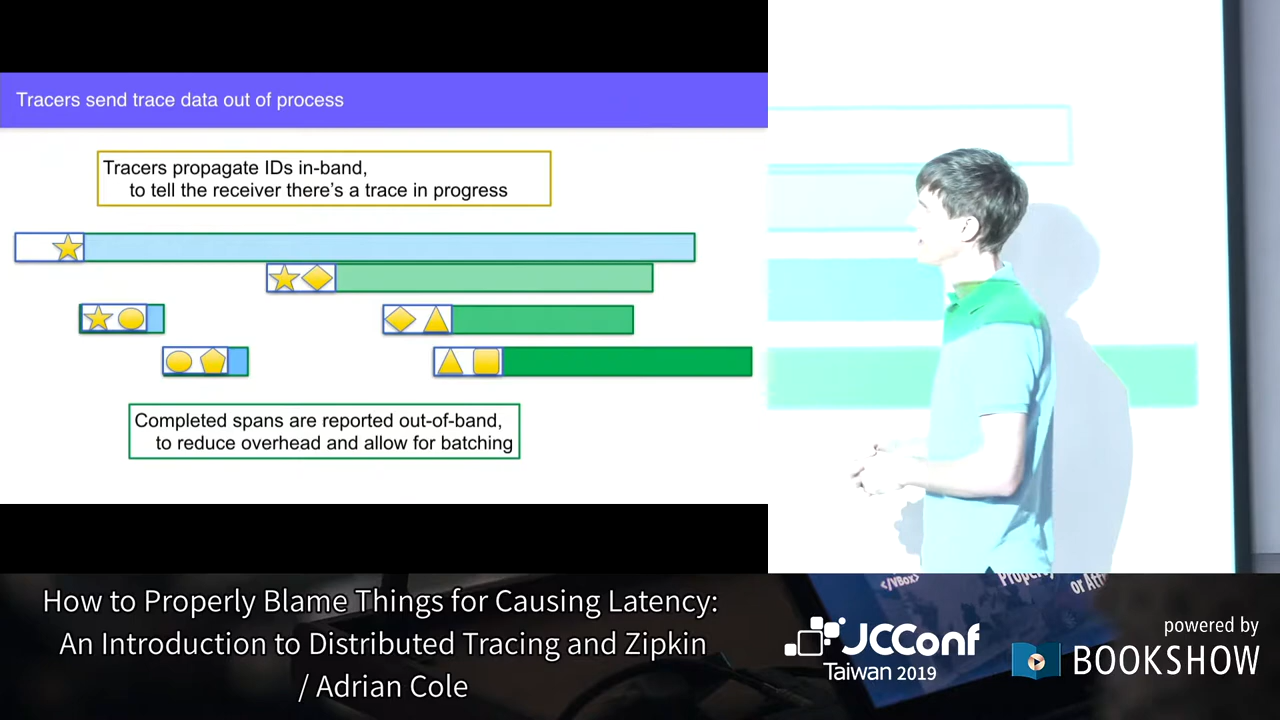 Tracers send trace data out of process
Tracers propagate IDs in-band,
to tell the receiver there's a trace in progress
Completed spans are reported out-of-band,
to reduce overhead and allow for batching
</VBox>
or
How to Properly Blame Things for Causing Latency:
An Introduction to Distributed Tracing and Zipkin
/ Adrian Cole
JCConf
Taiwan 2019
powered by
BOOKSHOW